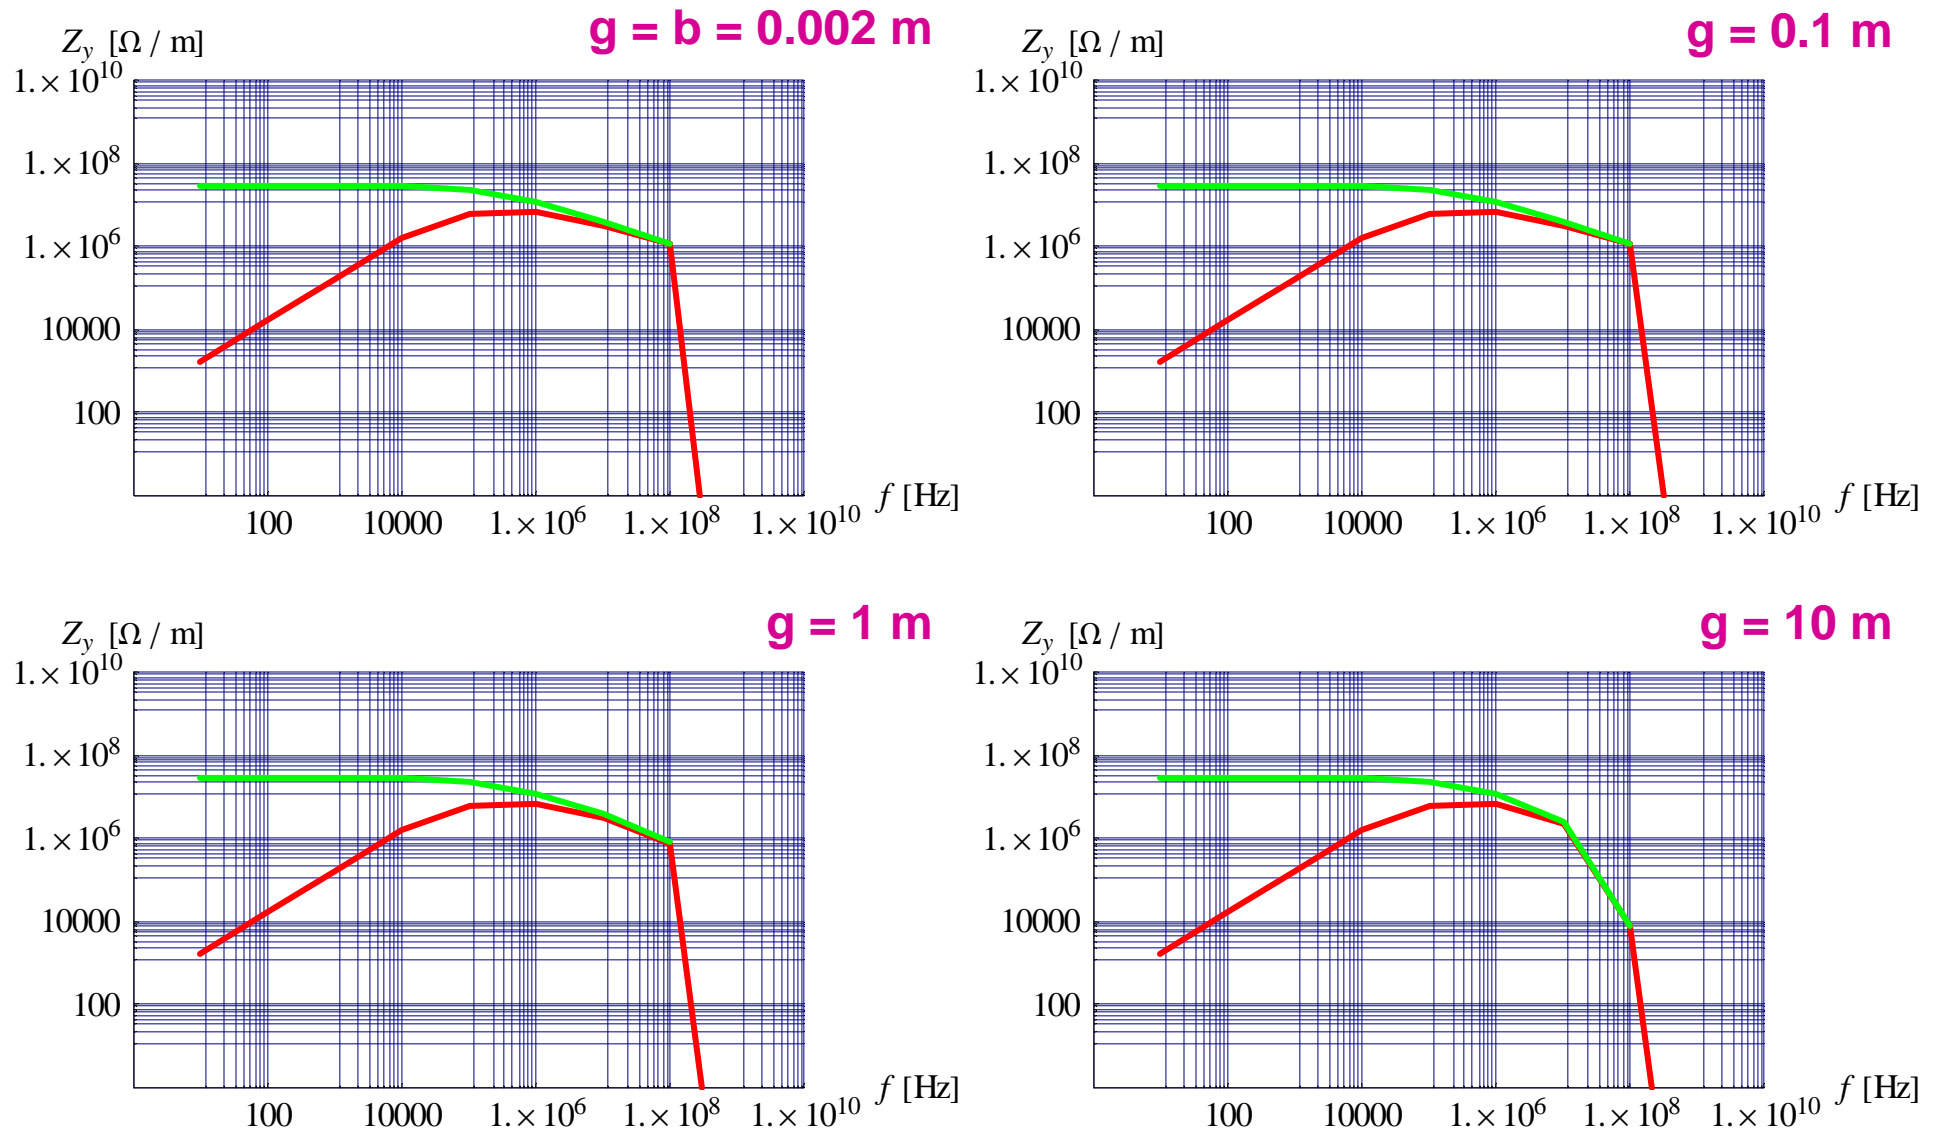 g = b = 0.002 m
Z_y [Ω / m]
1. × 10^10
1. × 10^8
1. × 10^6
10000
100
100 10000 1. × 10^6 1. × 10^8 1. × 10^10 f [Hz]
g = 0.1 m
Z_y [Ω / m]
1. × 10^10
1. × 10^8
1. × 10^6
10000
100
100 10000 1. × 10^6 1. × 10^8 1. × 10^10 f [Hz]
g = 1 m
Z_y [Ω / m]
1. × 10^10
1. × 10^8
1. × 10^6
10000
100
100 10000 1. × 10^6 1. × 10^8 1. × 10^10 f [Hz]
g = 10 m
Z_y [Ω / m]
1. × 10^10
1. × 10^8
1. × 10^6
10000
100
100 10000 1. × 10^6 1. × 10^8 1. × 10^10 f [Hz]